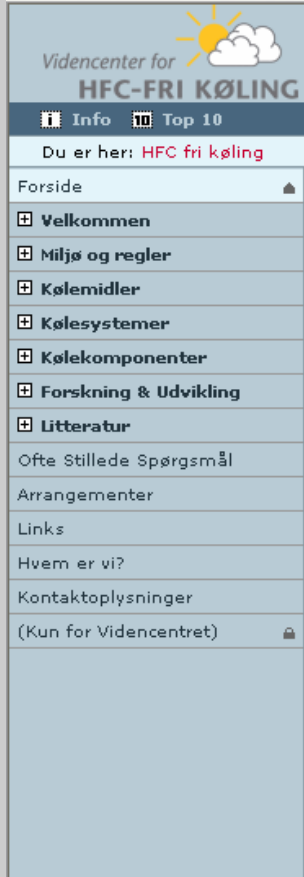 Videncenter for
HFC-FRI KØLING
i Info 10 Top 10
Du er her: HFC fri køling
Forside
Velkommen
Miljø og regler
Kølemidler
Kølesystemer
Kølekomponenter
Forskning & Udvikling
Litteratur
Ofte Stillede Spørgsmål
Arrangementer
Links
Hvem er vi?
Kontaktoplysninger
(Kun for Videncentret)